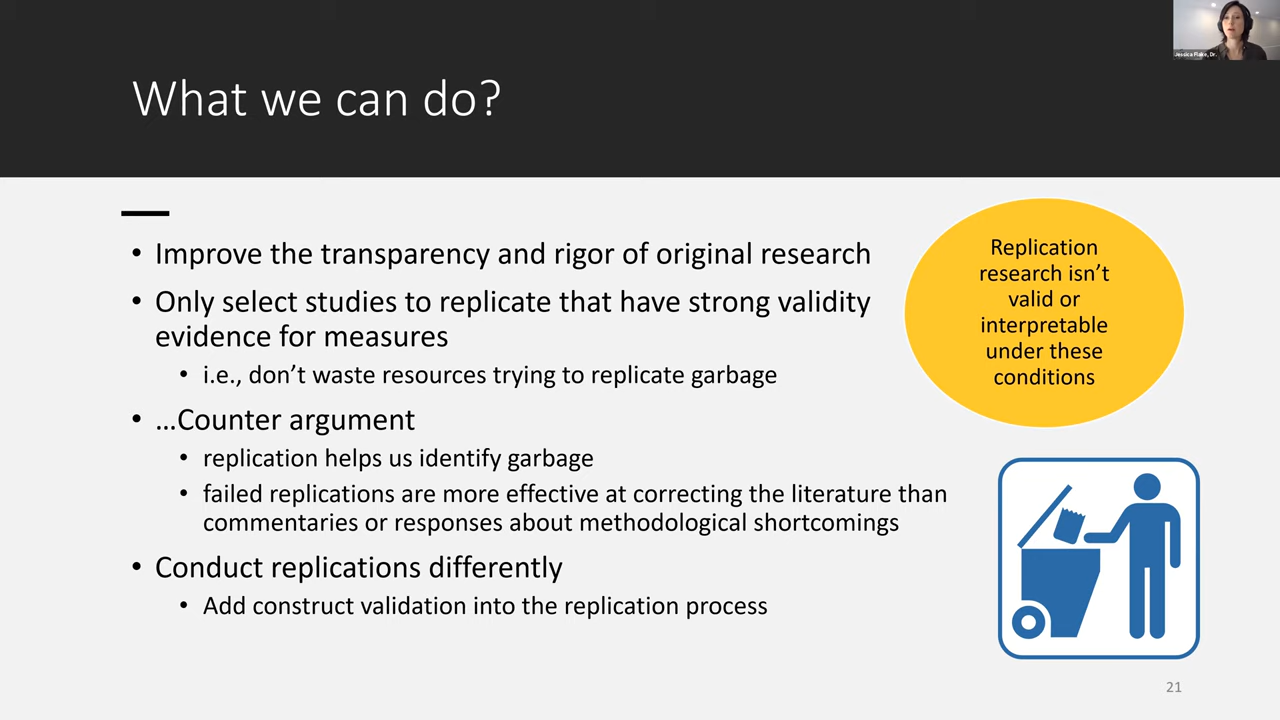 Jessica Flake, Dr.
What we can do?
• Improve the transparency and rigor of original research
• Only select studies to replicate that have strong validity
evidence for measures
• i.e., don't waste resources trying to replicate garbage
• …Counter argument
• replication helps us identify garbage
• failed replications are more effective at correcting the literature than
commentaries or responses about methodological shortcomings
• Conduct replications differently
• Add construct validation into the replication process
Replication
research isn't
valid or
interpretable
under these
conditions
21